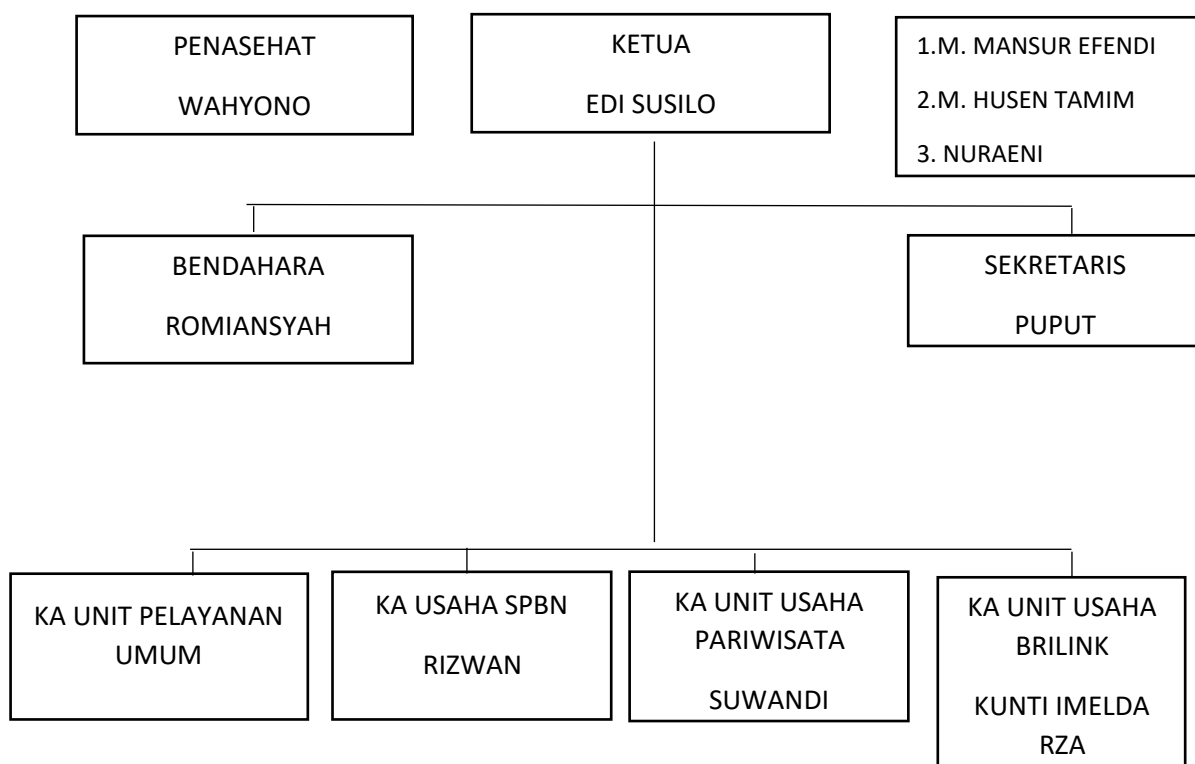 PENASEHAT
WAHYONO
KETUA
EDI SUSILO
1.M. MANSUR EFENDI
2.M. HUSEN TAMIM
3. NURAENI
BENDAHARA
ROMIANSYAH
SEKRETARIS
PUPUT
KA UNIT PELAYANAN
UMUM
KA USAHA SPBN
RIZWAN
KA UNIT USAHA
PARIWISATA
SUWANDI
KA UNIT USAHA
BRILINK
KUNTI IMELDA
RZA